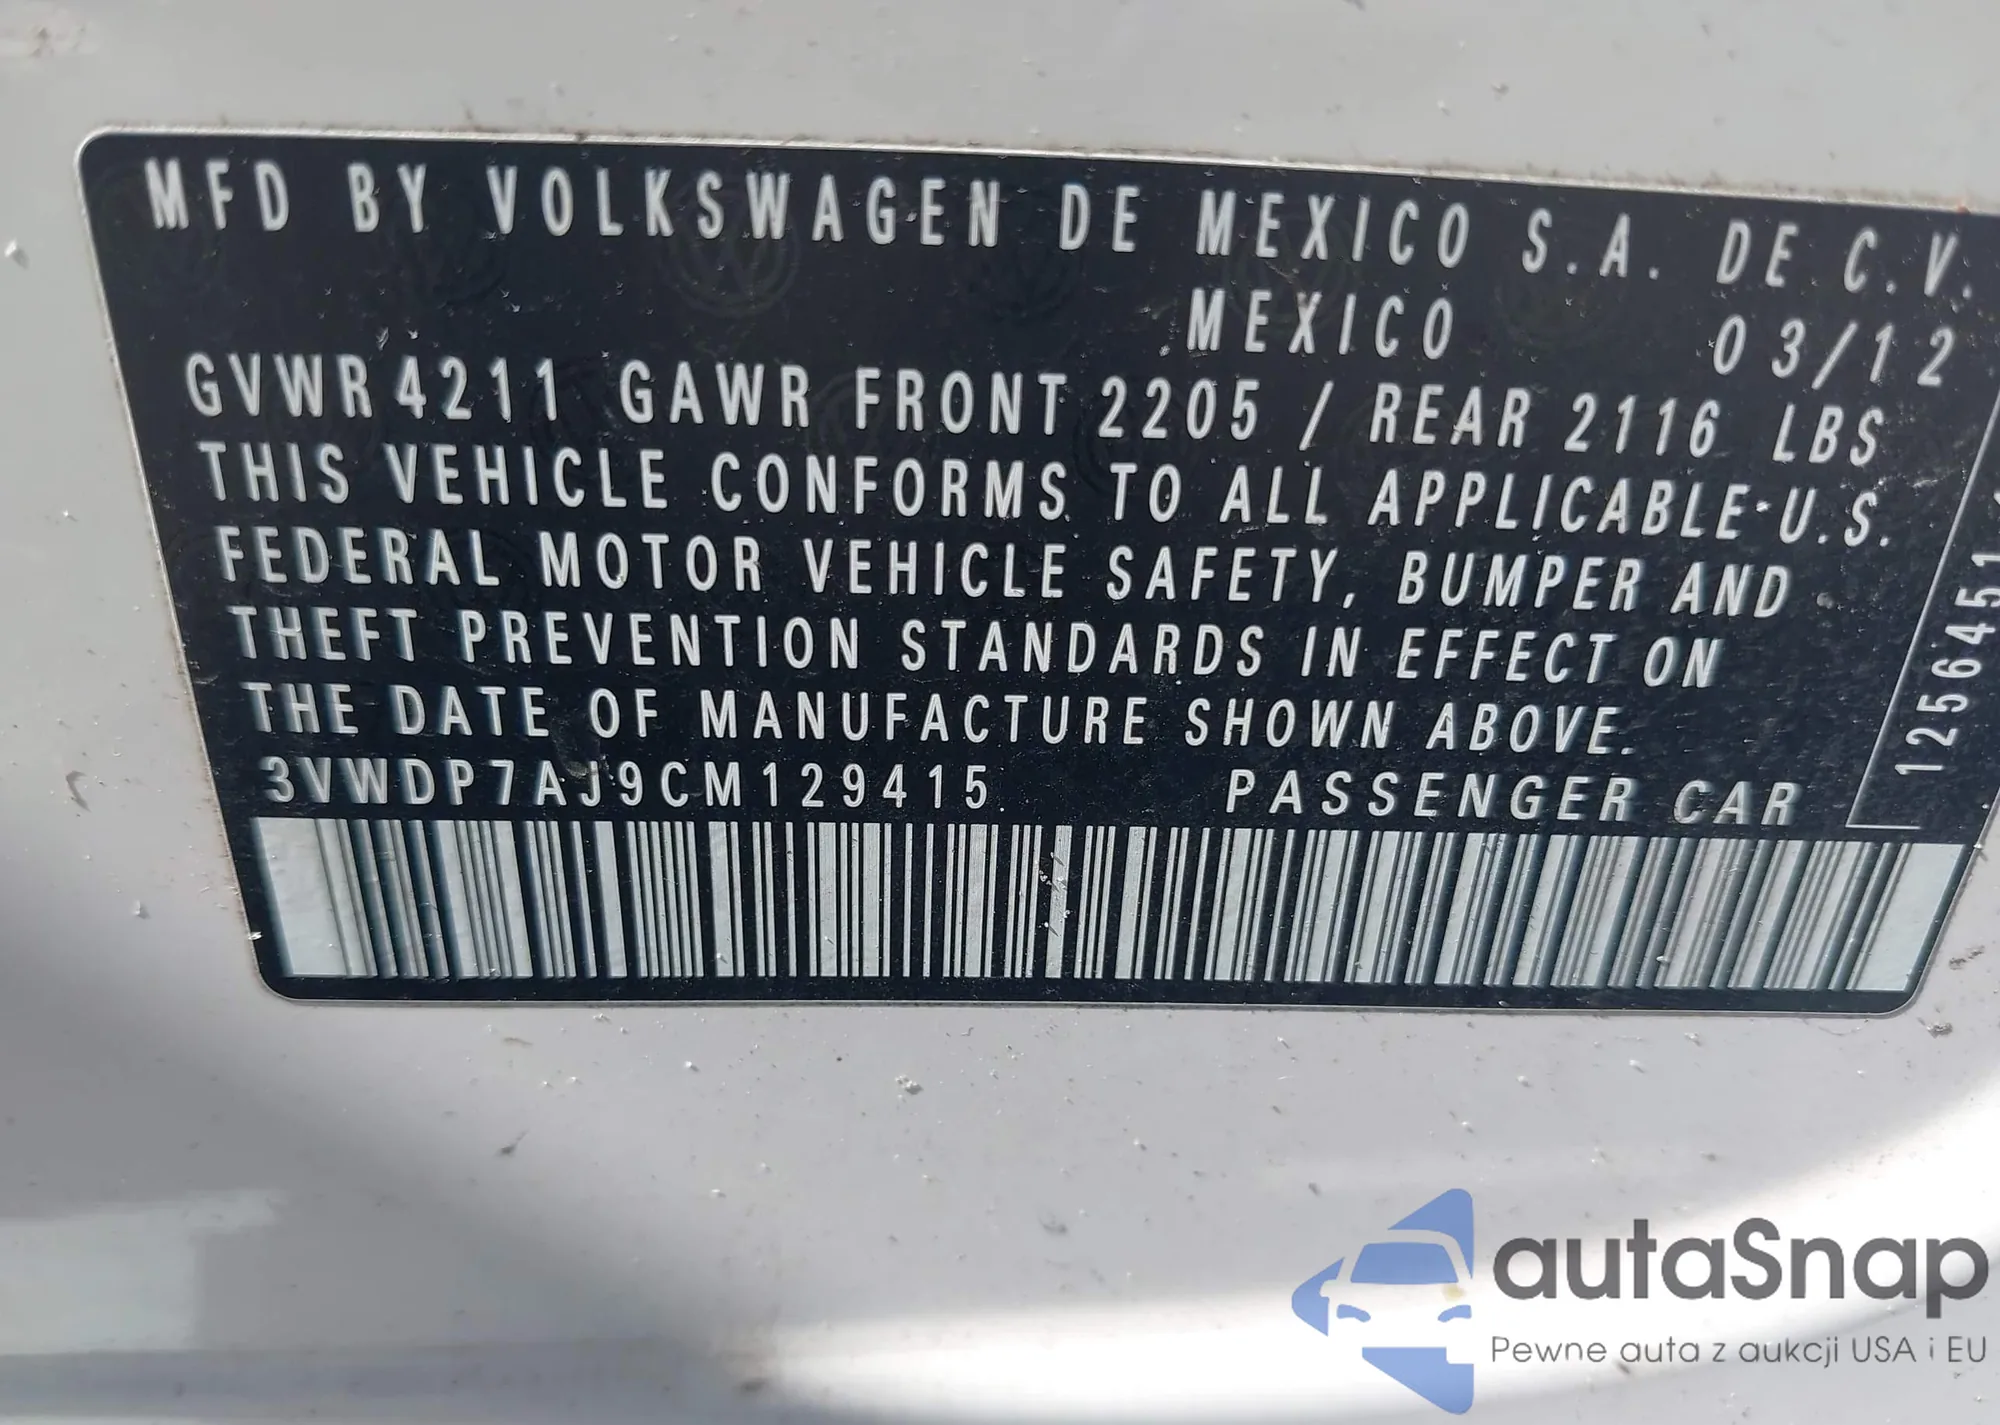 MFD BY VOLKSWAGEN DE MEXICO S.A. DE C.V.
MEXICO 03/12
GVWR 4211 GAWR FRONT 2205 / REAR 2116 LBS
THIS VEHICLE CONFORMS TO ALL APPLICABLE U.S.
FEDERAL MOTOR VEHICLE SAFETY, BUMPER AND
THEFT PREVENTION STANDARDS IN EFFECT ON
THE DATE OF MANUFACTURE SHOWN ABOVE.
3VWDP7AJ9CM129415 PASSENGER CAR
autaSnap
Pewne auta z aukcji USA i EU